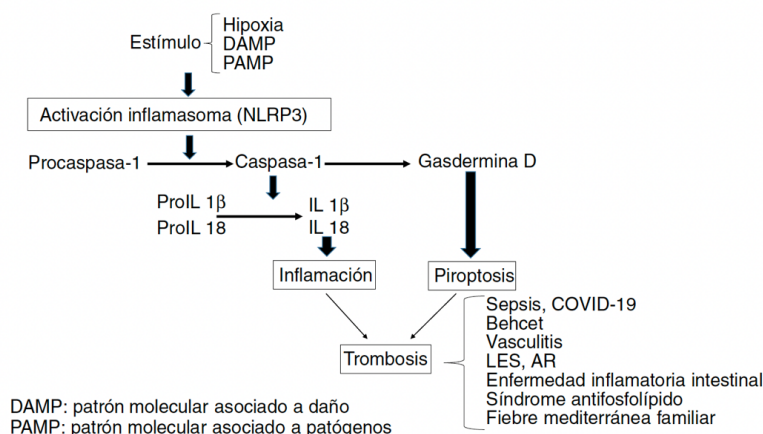 Estímulo
Hipoxia
DAMP
PAMP
Activación inflamasoma (NLRP3)
Procaspasa-1
Caspasa-1
Gasdermina D
ProIL 1β
ProIL 18
IL 1β
IL 18
Inflamación
Piroptosis
Trombosis
Sepsis, COVID-19
Behcet
Vasculitis
LES, AR
Enfermedad inflamatoria intestinal
Síndrome antifosfolípido
Fiebre mediterránea familiar
DAMP: patrón molecular asociado a daño
PAMP: patrón molecular asociado a patógenos